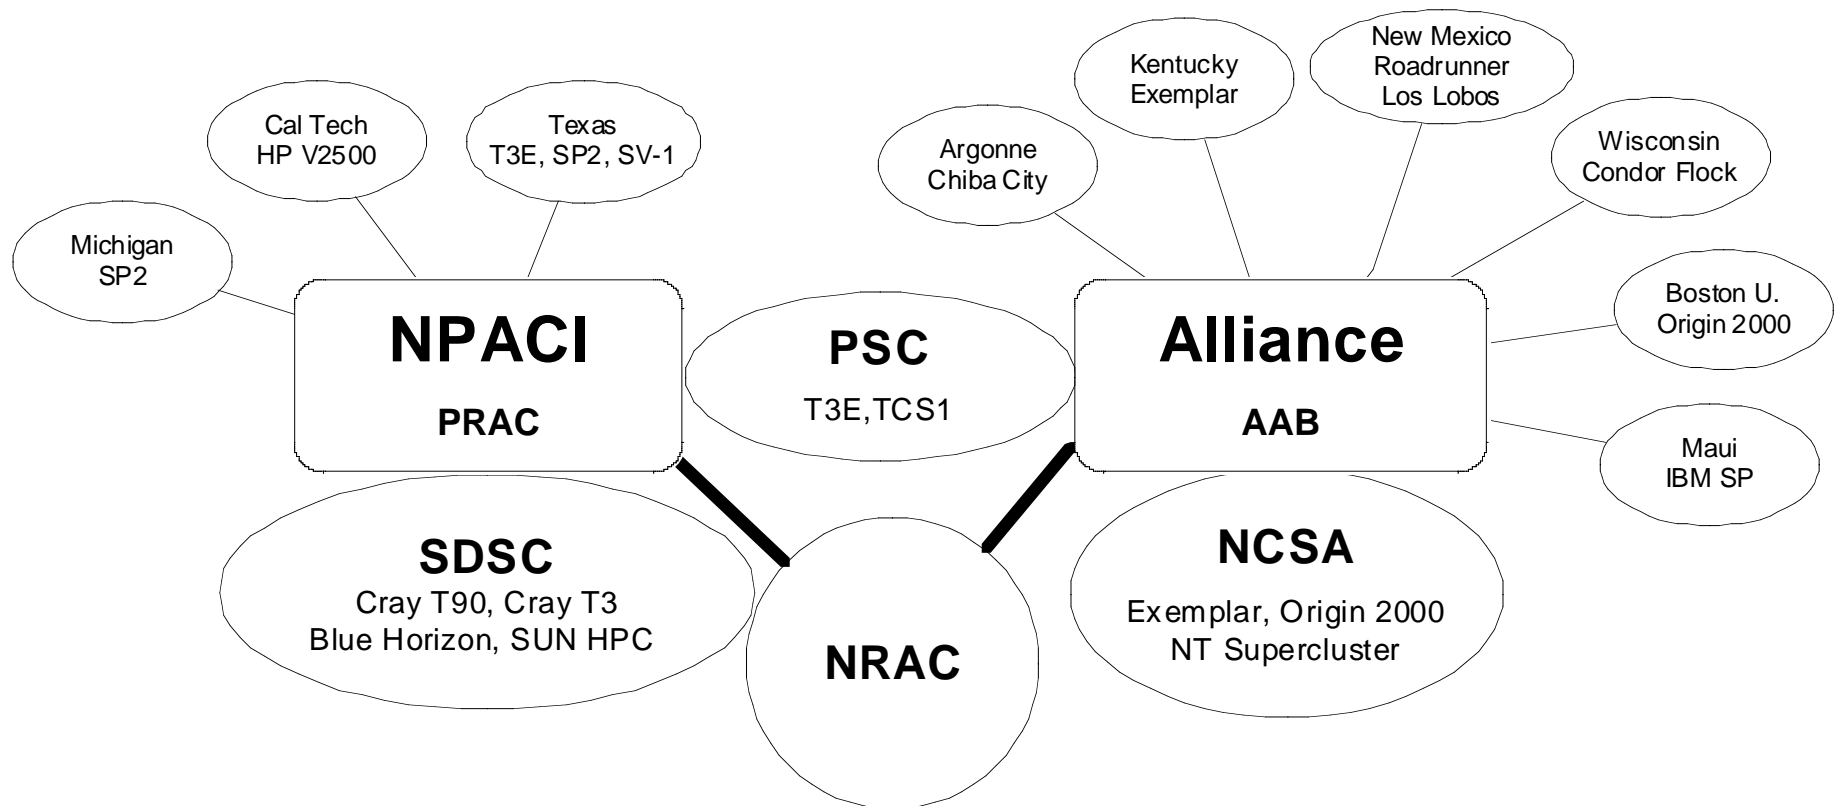 Kentucky
Exemplar
New Mexico
Roadrunner
Los Lobos
Cal Tech
HP V2500
Texas
T3E, SP2, SV-1
Argonne
Chiba City
Wisconsin
Condor Flock
Michigan
SP2
Boston U.
Origin 2000
NPACI
PRAC
PSC
T3E,TCS1
Alliance
AAB
Maui
IBM SP
SDSC
Cray T90, Cray T3
Blue Horizon, SUN HPC
NCSA
Exemplar, Origin 2000
NT Supercluster
NRAC